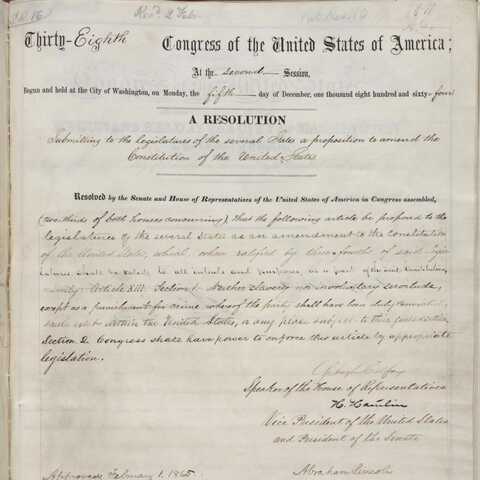 Thirty-Eighth Congress of the United States of America;
At the second Session,
Begun and held at the City of Washington, on Monday, the fifth day of December, one thousand eight hundred and sixty-four
A RESOLUTION
Submitting to the legislatures of the several States a proposition to amend the
Constitution of the United States
Resolved by the Senate and House of Representatives of the United States of America in Congress assembled,
(two-thirds of both houses concurring), that the following article be proposed to the
legislatures of the several States as an amendment to the Constitution
of the United States, which, when ratified by three-fourths of said legis-
latures shall be valid, to all intents and purposes, as a part of the said Constitution,
namely: Article XIII. Section 1. Neither slavery nor involuntary servitude,
except as a punishment for crime whereof the party shall have been duly convicted,
shall exist within the United States, or any place subject to their jurisdiction.
Section 2. Congress shall have power to enforce this article by appropriate
legislation.
Schuyler Colfax
Speaker of the House of Representatives
H. Hamlin
Vice President of the United States
and President of the Senate
Approved, February 1, 1865. Abraham Lincoln